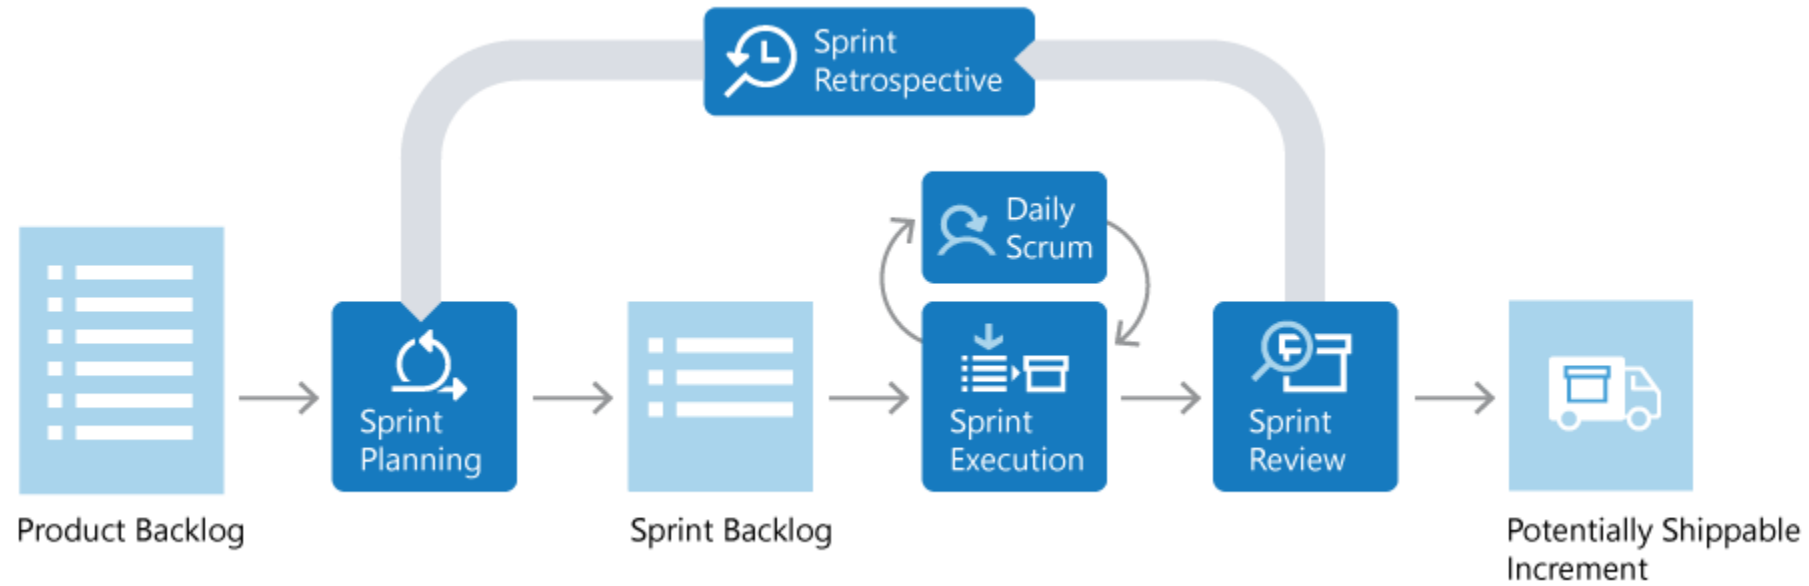 Sprint
Retrospective
Daily
Scrum
Sprint
Planning
Sprint
Execution
Sprint
Review
Product Backlog
Sprint Backlog
Potentially Shippable
Increment